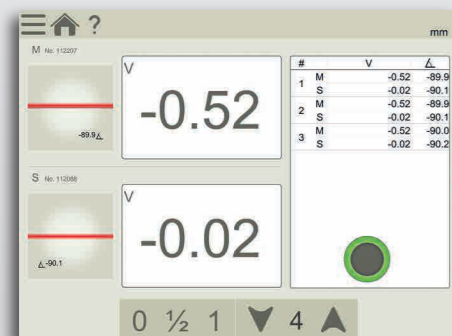 ?
mm
M No. 112207
-89.9
V
-0.52
# V
1 M -0.52 -89.9
S -0.02 -90.1
2 M -0.52 -89.9
S -0.02 -90.1
3 M -0.52 -90.0
S -0.02 -90.2
S No. 112088
-90.1
V
-0.02
0 ½ 1 4